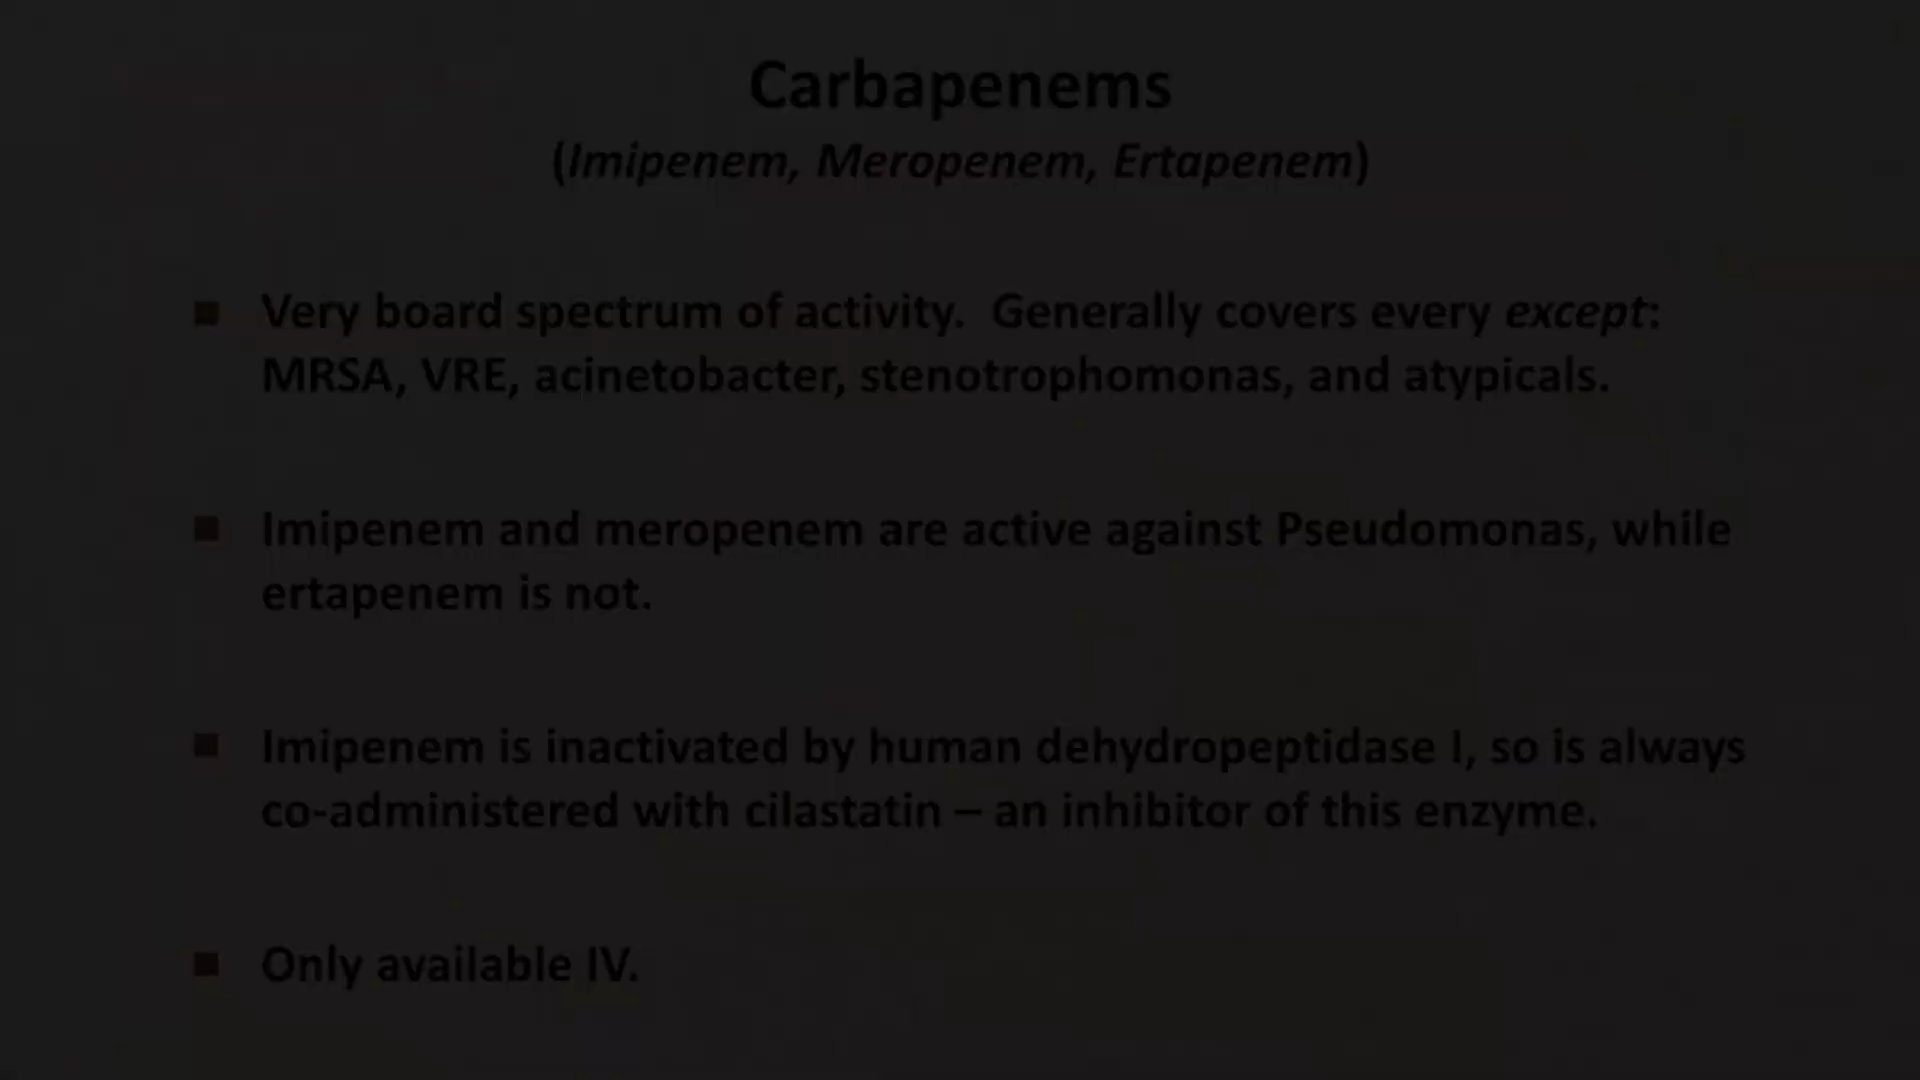 Carbapenems
(Imipenem, Meropenem, Ertapenem)
■ Very board spectrum of activity.  Generally covers every except:
MRSA, VRE, acinetobacter, stenotrophomonas, and atypicals.
■ Imipenem and meropenem are active against Pseudomonas, while
ertapenem is not.
■ Imipenem is inactivated by human dehydropeptidase I, so is always
co-administered with cilastatin – an inhibitor of this enzyme.
■ Only available IV.